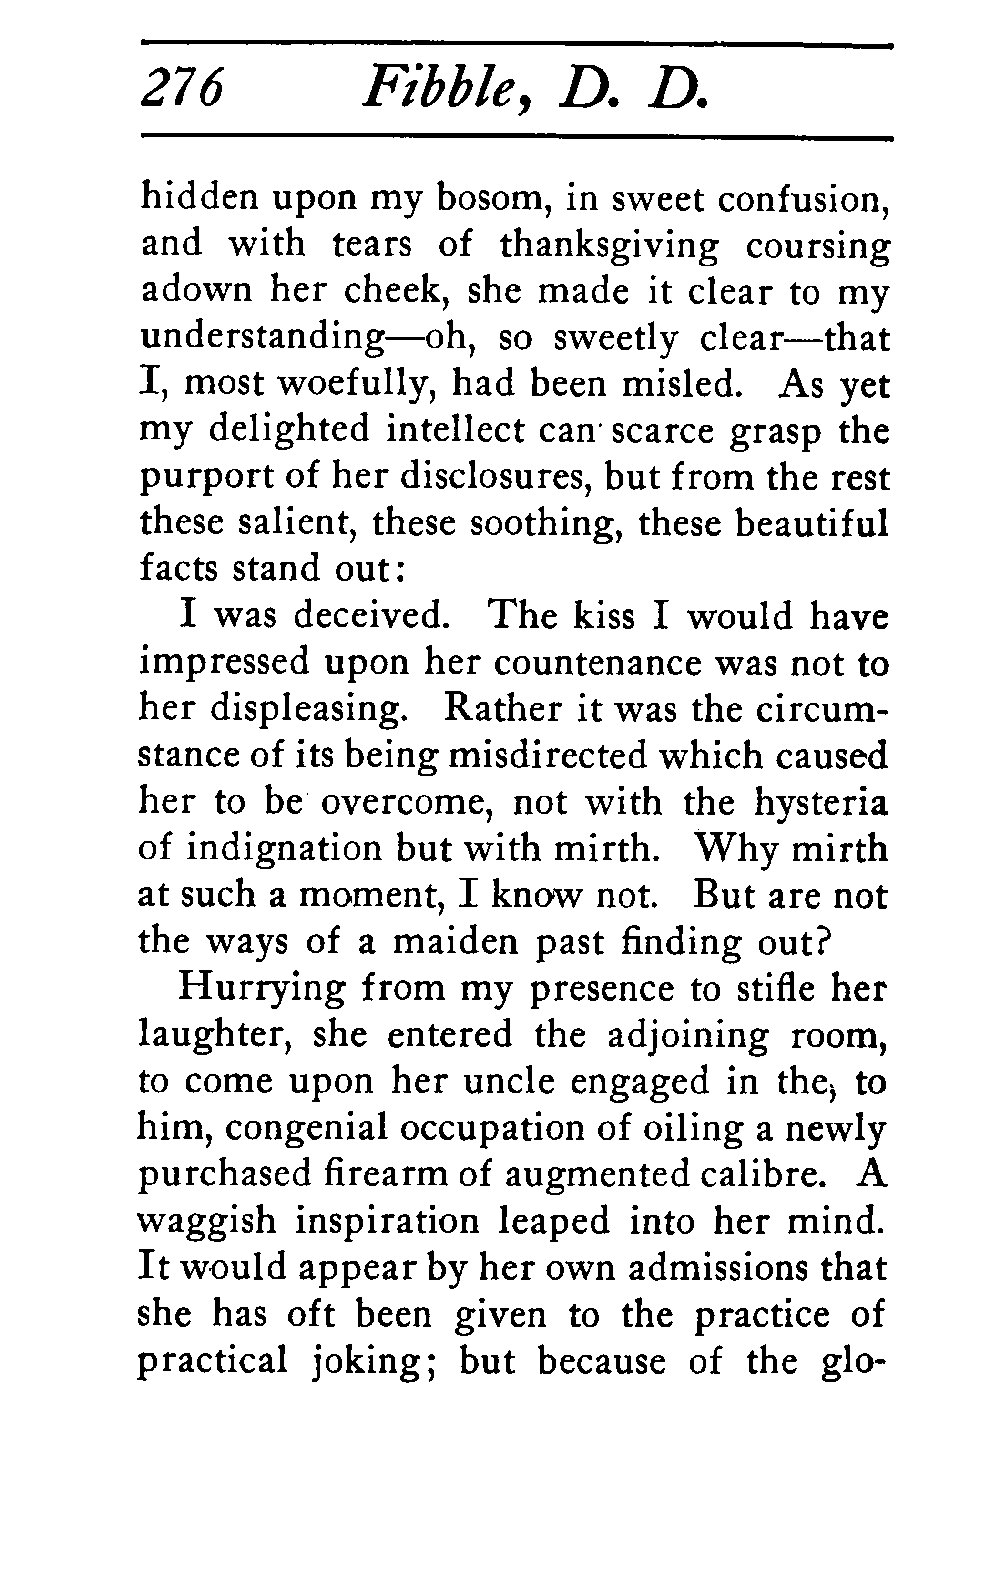 276 Fibble, D. D.
hidden upon my bosom, in sweet confusion,
and with tears of thanksgiving coursing
adown her cheek, she made it clear to my
understanding—oh, so sweetly clear—that
I, most woefully, had been misled. As yet
my delighted intellect can scarce grasp the
purport of her disclosures, but from the rest
these salient, these soothing, these beautiful
facts stand out:
I was deceived. The kiss I would have
impressed upon her countenance was not to
her displeasing. Rather it was the circum-
stance of its being misdirected which caused
her to be overcome, not with the hysteria
of indignation but with mirth. Why mirth
at such a moment, I know not. But are not
the ways of a maiden past finding out?
Hurrying from my presence to stifle her
laughter, she entered the adjoining room,
to come upon her uncle engaged in the, to
him, congenial occupation of oiling a newly
purchased firearm of augmented calibre. A
waggish inspiration leaped into her mind.
It would appear by her own admissions that
she has oft been given to the practice of
practical joking; but because of the glo-